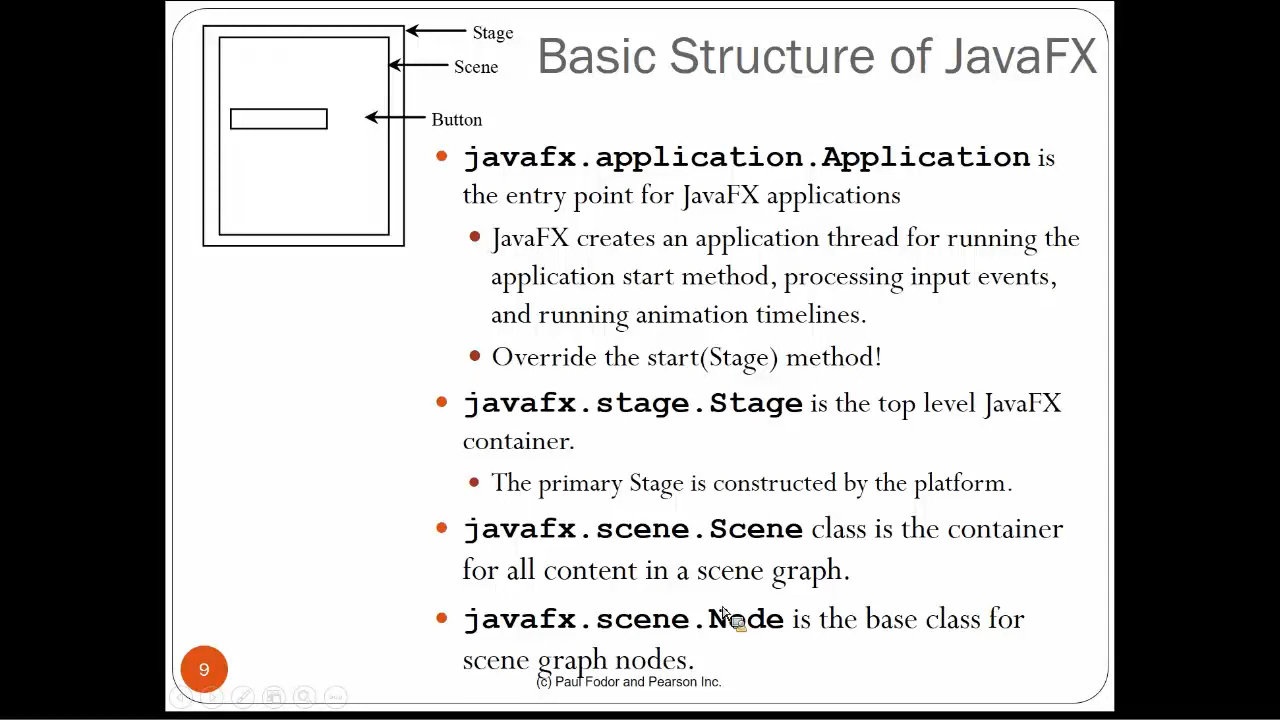 Stage
Scene
Button
Basic Structure of JavaFX
javafx.application.Application is
the entry point for JavaFX applications
JavaFX creates an application thread for running the
application start method, processing input events,
and running animation timelines.
Override the start(Stage) method!
javafx.stage.Stage is the top level JavaFX
container.
The primary Stage is constructed by the platform.
javafx.scene.Scene class is the container
for all content in a scene graph.
javafx.scene.Node is the base class for
scene graph nodes.
(c) Paul Fodor and Pearson Inc.
9